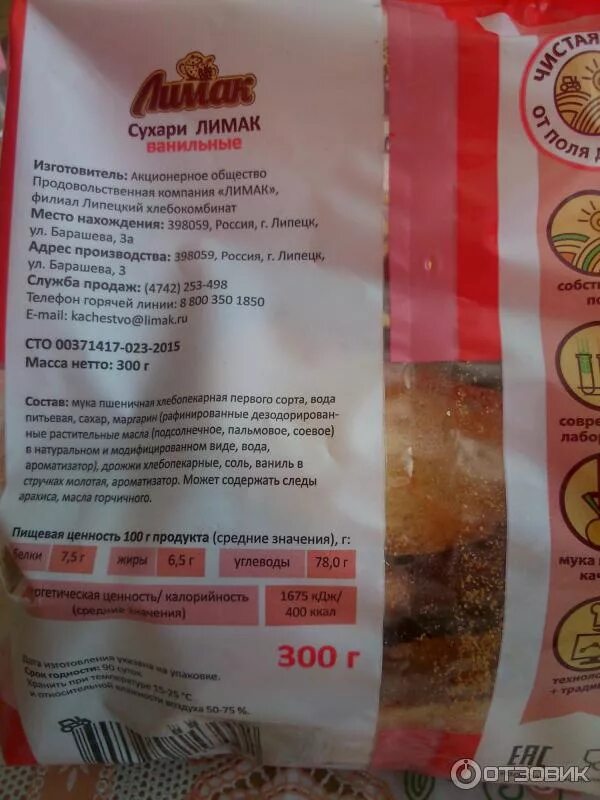 Лимак
Сухари ЛИМАК
ванильные
Изготовитель: Акционерное общество
Продовольственная компания «ЛИМАК»,
филиал Липецкий хлебокомбинат
Место нахождения: 398059, Россия, г. Липецк,
ул. Барашева, 3а
Адрес производства: 398059, Россия, г. Липецк,
ул. Барашева, 3
Служба продаж: (4742) 253-498
Телефон горячей линии: 8 800 350 1850
E-mail: kachestvo@limak.ru
СТО 00371417-023-2015
Масса нетто: 300 г
Состав: мука пшеничная хлебопекарная первого сорта, вода
питьевая, сахар, маргарин (рафинированные дезодорирован-
ные растительные масла (подсолнечное, пальмовое, соевое)
в натуральном и модифицированном виде, вода,
ароматизатор), дрожжи хлебопекарные, соль, ваниль в
стручках молотая, ароматизатор. Может содержать следы
арахиса, масла горчичного.
Пищевая ценность 100 г продукта (средние значения), г:
белки 7,5 г жиры 6,5 г углеводы 78,0 г
энергетическая ценность/ калорийность 1675 кДж/
(средние значения) 400 ккал
300 г
Дата изготовления указана на упаковке.
Срок годности: 90 суток
Хранить при температуре 15-25 °С
и относительной влажности воздуха 50-75 %.
ЧИСТАЯ
ОТ ПОЛЯ Д
собств
по
совре
лабор
мука
кач
техноло
+ тради
ЕАС
ОТЗОВИК